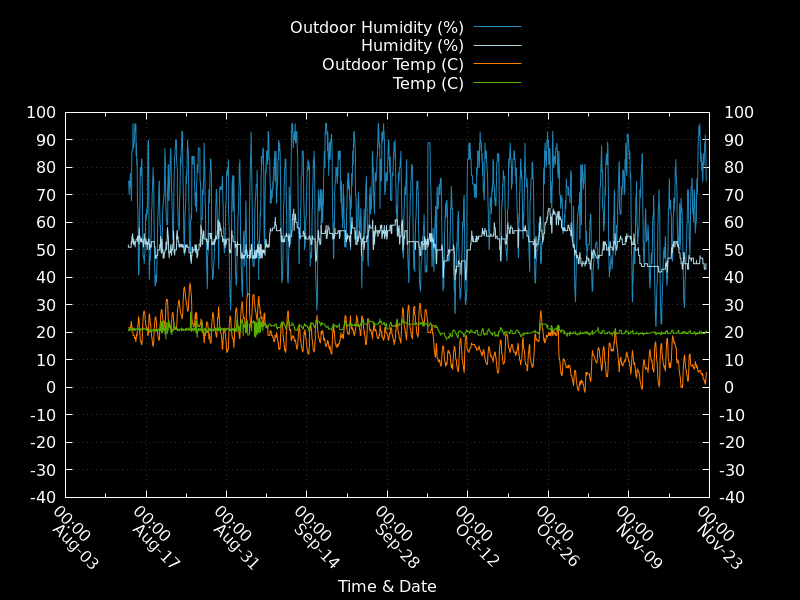 Outdoor Humidity (%)
Humidity (%)
Outdoor Temp (C)
Temp (C)
100 100
90 90
80 80
70 70
60 60
50 50
40 40
30 30
20 20
10 10
0 0
-10 -10
-20 -20
-30 -30
-40 -40
00:00
Aug-03
00:00
Aug-17
00:00
Aug-31
00:00
Sep-14
00:00
Sep-28
00:00
Oct-12
00:00
Oct-26
00:00
Nov-09
00:00
Nov-23
Time & Date